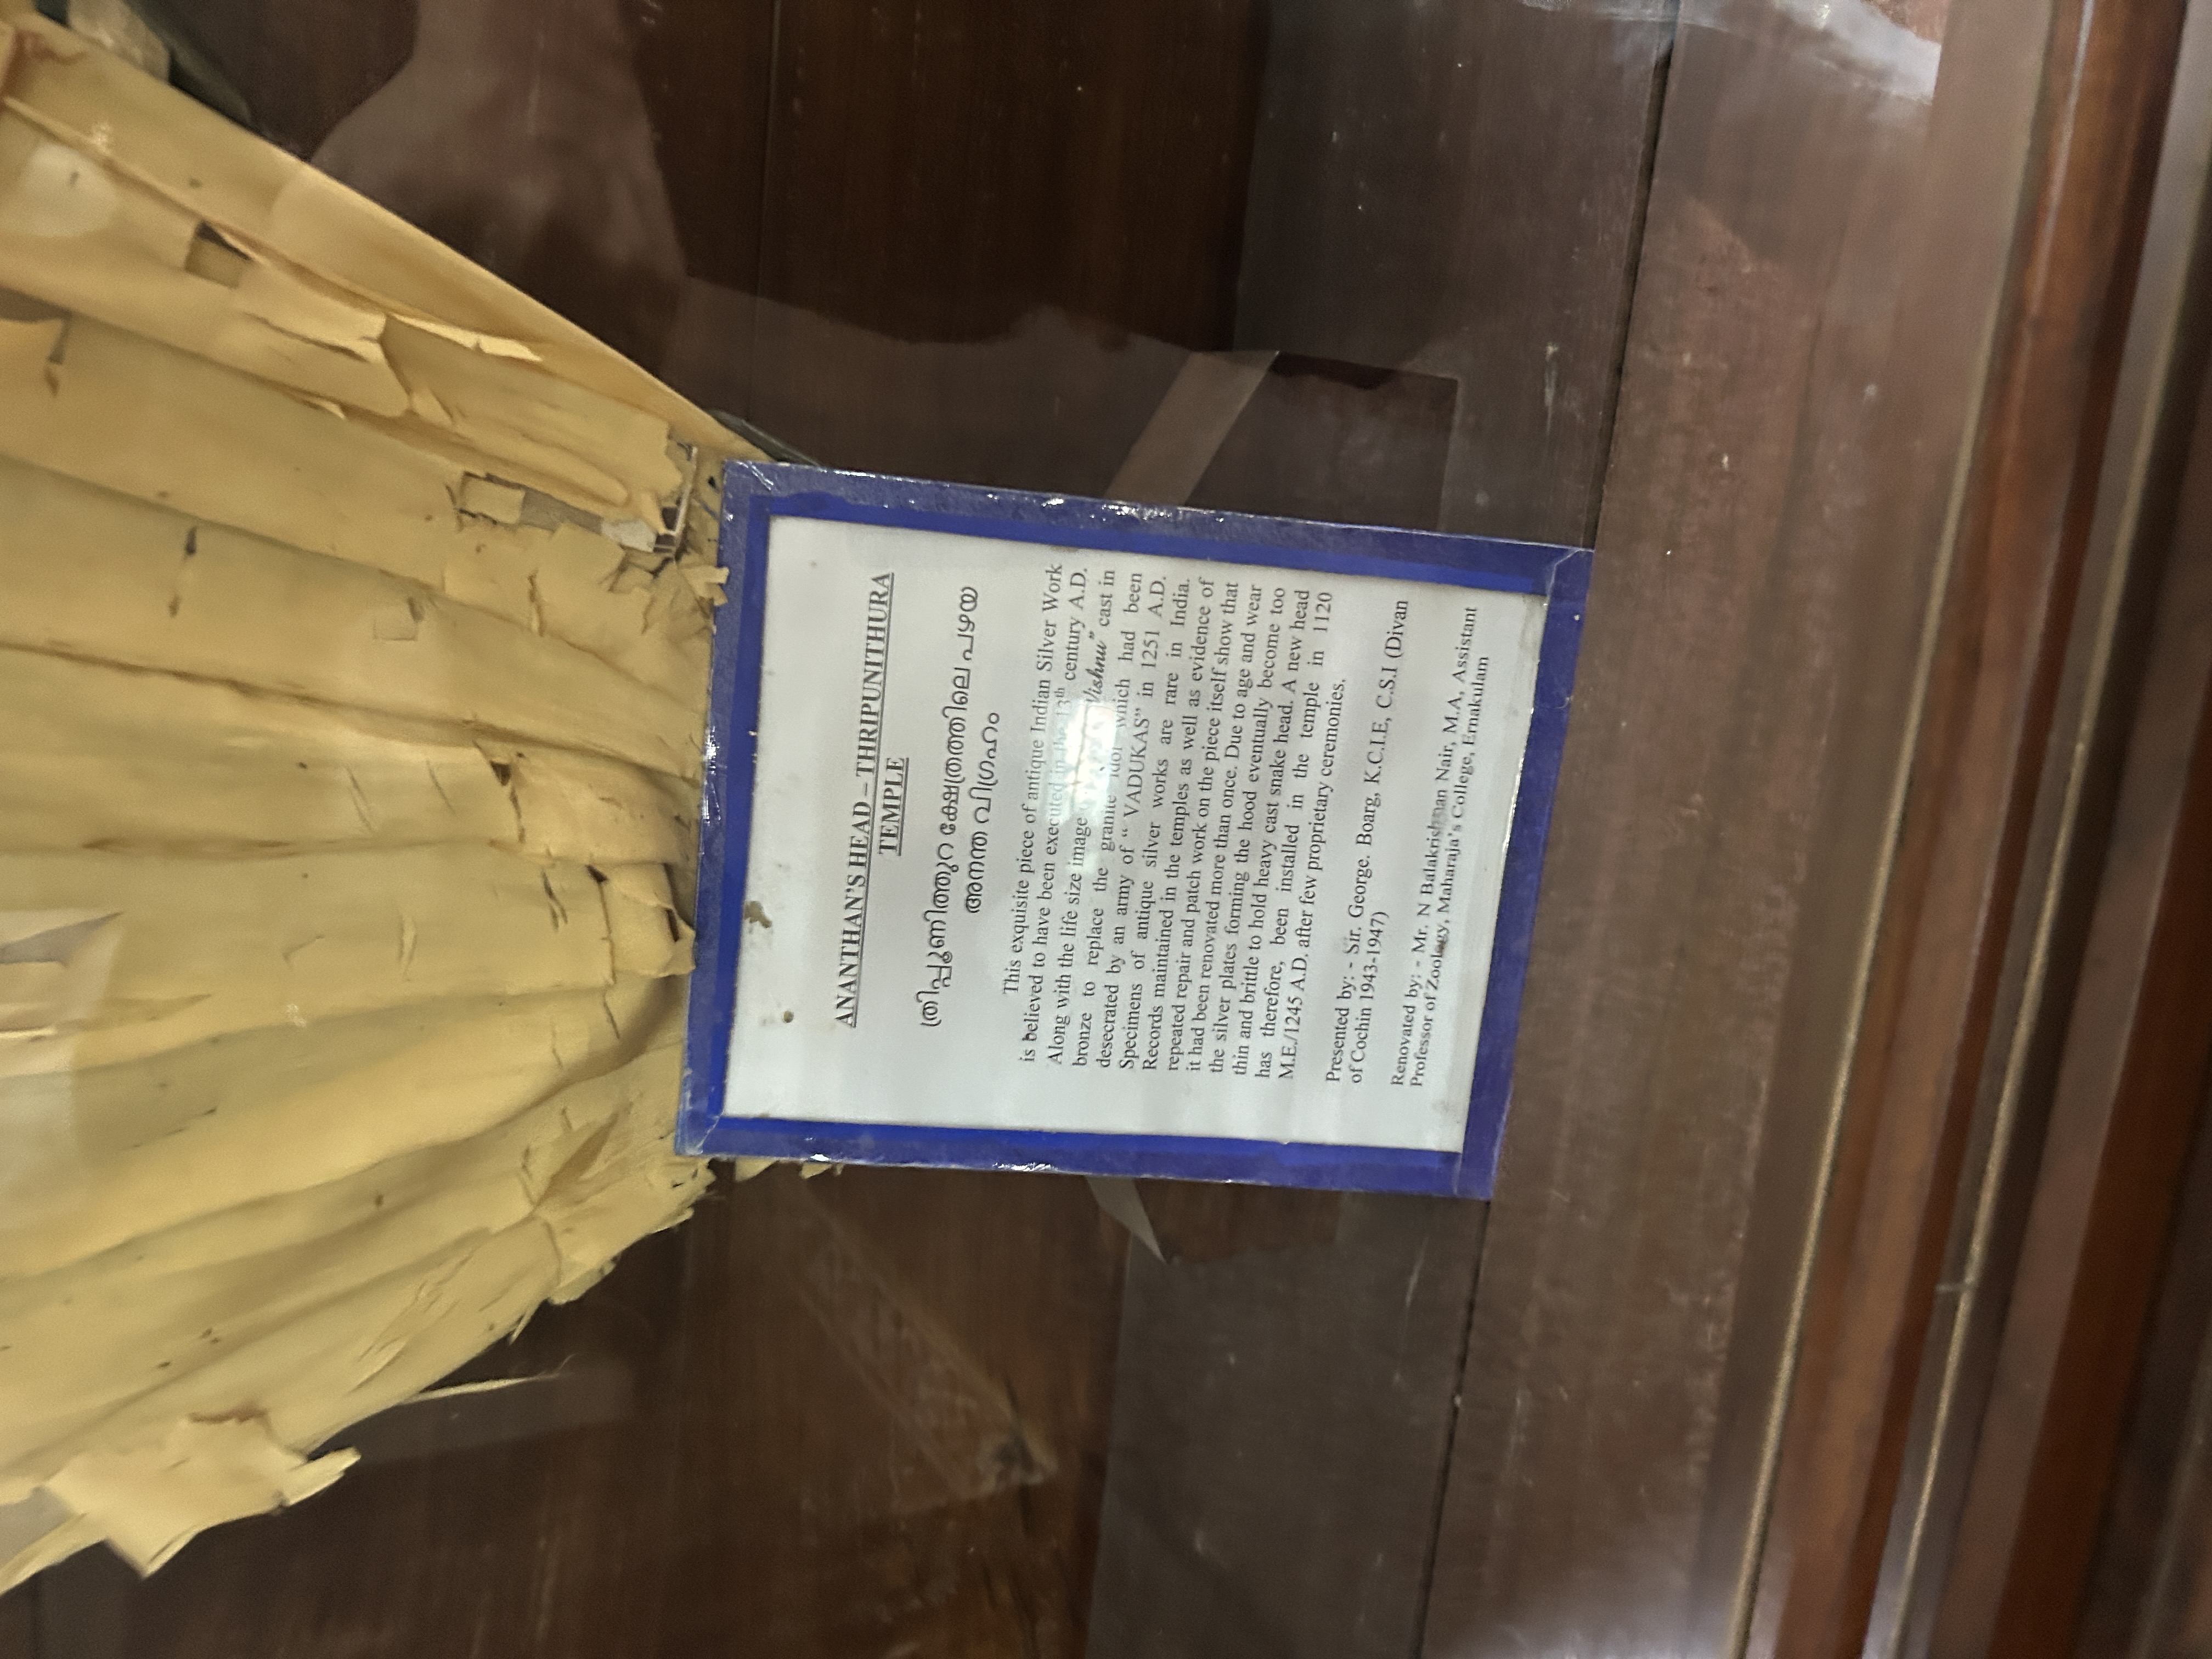 ANANTHAN'S HEAD – THRIPUNITHURA
TEMPLE
ത്രിപ്പൂണിത്തുറ ക്ഷേത്രത്തിലെ പഴയ
അനന്ത വിഗ്രഹം
This exquisite piece of antique Indian Silver Work
is believed to have been executed in the 13th century A.D.
Along with the life size image Vishnu" cast in
bronze to replace the granite idol which had been
desecrated by an army of " VADUKAS" in 1251 A.D.
Specimens of antique silver works are rare in India.
Records maintained in the temples as well as evidence of
repeated repair and patch work on the piece itself show that
it had been renovated more than once. Due to age and wear
the silver plates forming the hood eventually become too
thin and brittle to hold heavy cast snake head. A new head
has therefore, been installed in the temple in 1120
M.E./1245 A.D. after few proprietary ceremonies.
Presented by: - Sir. George. Boarg, K.C.I.E, C.S.I (Divan
of Cochin 1943-1947)
Renovated by: - Mr. N Balakrishnan Nair, M.A, Assistant
Professor of Zoology, Maharaja's College, Ernakulam